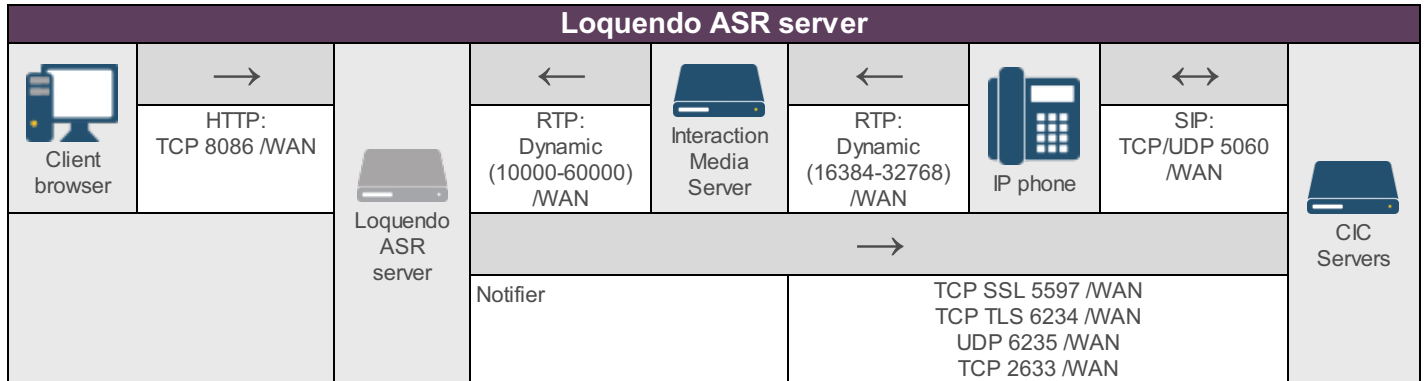 Loquendo ASR server
Client
browser
→
HTTP:
TCP 8086 /WAN
Loquendo
ASR
server
←
RTP:
Dynamic
(10000-60000)
/WAN
Interaction
Media
Server
←
RTP:
Dynamic
(16384-32768)
/WAN
IP phone
↔
SIP:
TCP/UDP 5060
/WAN
CIC
Servers
→
Notifier
TCP SSL 5597 /WAN
TCP TLS 6234 /WAN
UDP 6235 /WAN
TCP 2633 /WAN